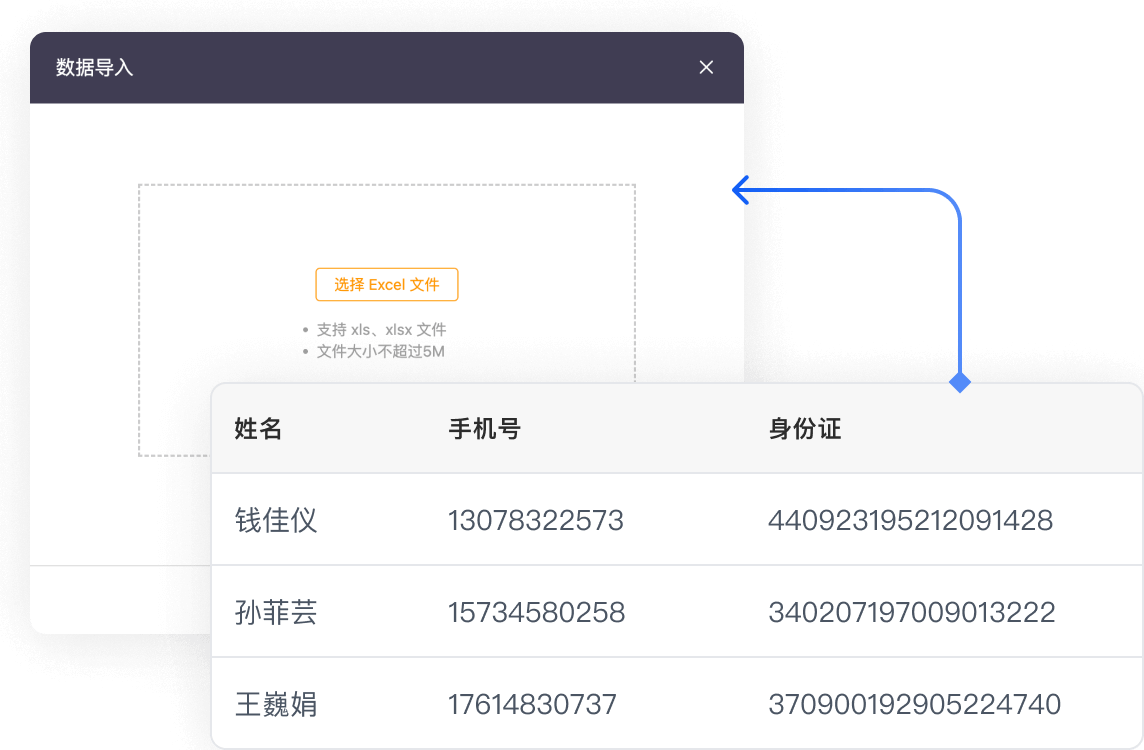 数据导入
选择 Excel 文件
支持 xls、xlsx 文件
文件大小不超过5M
姓名 手机号 身份证
钱佳仪 13078322573 440923195212091428
孙菲芸 15734580258 340207197009013222
王巍娟 17614830737 370900192905224740